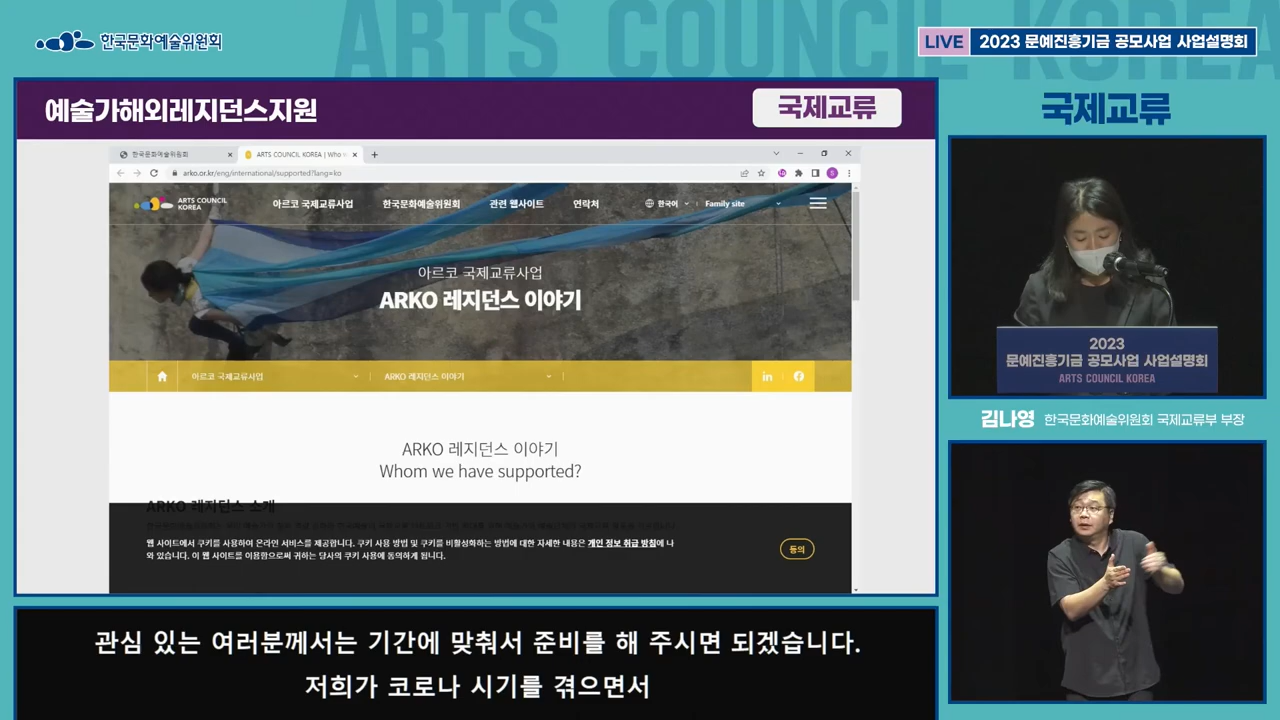 ARTS COUNCIL KOREA
한국문화예술위원회
LIVE 2023 문예진흥기금 공모사업 사업설명회
예술가해외레지던스지원
국제교류
국제교류
한국문화예술위원회
ARTS COUNCIL KOREA | Who
arko.or.kr/eng/international/supported?lang=ko
ARTS COUNCIL
KOREA
아르코 국제교류사업 한국문화예술위원회 관련 웹사이트 연락처 한국어 Family site
아르코 국제교류사업
ARKO 레지던스 이야기
아르코 국제교류사업 ARKO 레지던스 이야기 in f
ARKO 레지던스 이야기
Whom we have supported?
ARKO 레지던스 소개
웹 사이트에서 쿠키를 사용하여 온라인 서비스를 제공합니다. 쿠키 사용 방법 및 쿠키를 비활성화하는 방법에 대한 자세한 내용은 개인 정보 취급 방침에 나
와 있습니다. 이 웹 사이트를 이용함으로써 귀하는 당사의 쿠키 사용에 동의하게 됩니다.
동의
2023
문예진흥기금 공모사업 사업설명회
ARTS COUNCIL KOREA
김나영 한국문화예술위원회 국제교류부 부장
관심 있는 여러분께서는 기간에 맞춰서 준비를 해 주시면 되겠습니다.
저희가 코로나 시기를 겪으면서